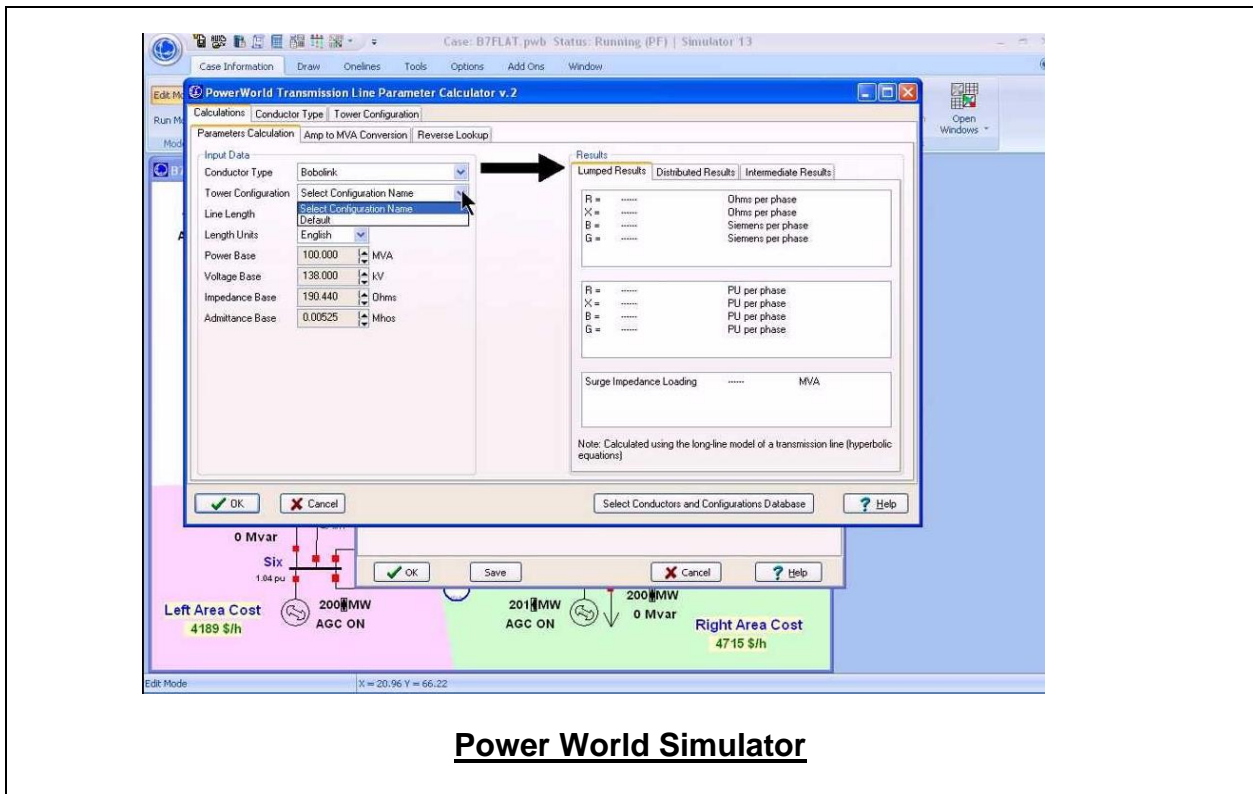 Case: B7FLAT.pwb Status: Running (PF) | Simulator 13
Case Information Draw Onelines Tools Options Add Ons Window
Edit Mo
Run Mo
Mod
Open
Windows
PowerWorld Transmission Line Parameter Calculator v.2
Calculations Conductor Type Tower Configuration
Parameters Calculation Amp to MVA Conversion Reverse Lookup
Input Data
Conductor Type Bobolink
Tower Configuration Select Configuration Name
Select Configuration Name
Line Length Default
Length Units English
Power Base 100.000 MVA
Voltage Base 138.000 kV
Impedance Base 190.440 Ohms
Admittance Base 0.00525 Mhos
Results
Lumped Results Distributed Results Intermediate Results
R = ------ Ohms per phase
X = ------ Ohms per phase
B = ------ Siemens per phase
G = ------ Siemens per phase
R = ------ PU per phase
X = ------ PU per phase
B = ------ PU per phase
G = ------ PU per phase
Surge Impedance Loading ------ MVA
Note: Calculated using the long-line model of a transmission line (hyperbolic
equations)
OK Cancel Select Conductors and Configurations Database ? Help
0 Mvar
Six
1.04 pu
OK Save Cancel ? Help
Left Area Cost
4189 $/h
200 MW
AGC ON
201 MW
AGC ON
200 MW
0 Mvar
Right Area Cost
4715 $/h
Edit Mode X = 20.96 Y = 66.22
Power World Simulator